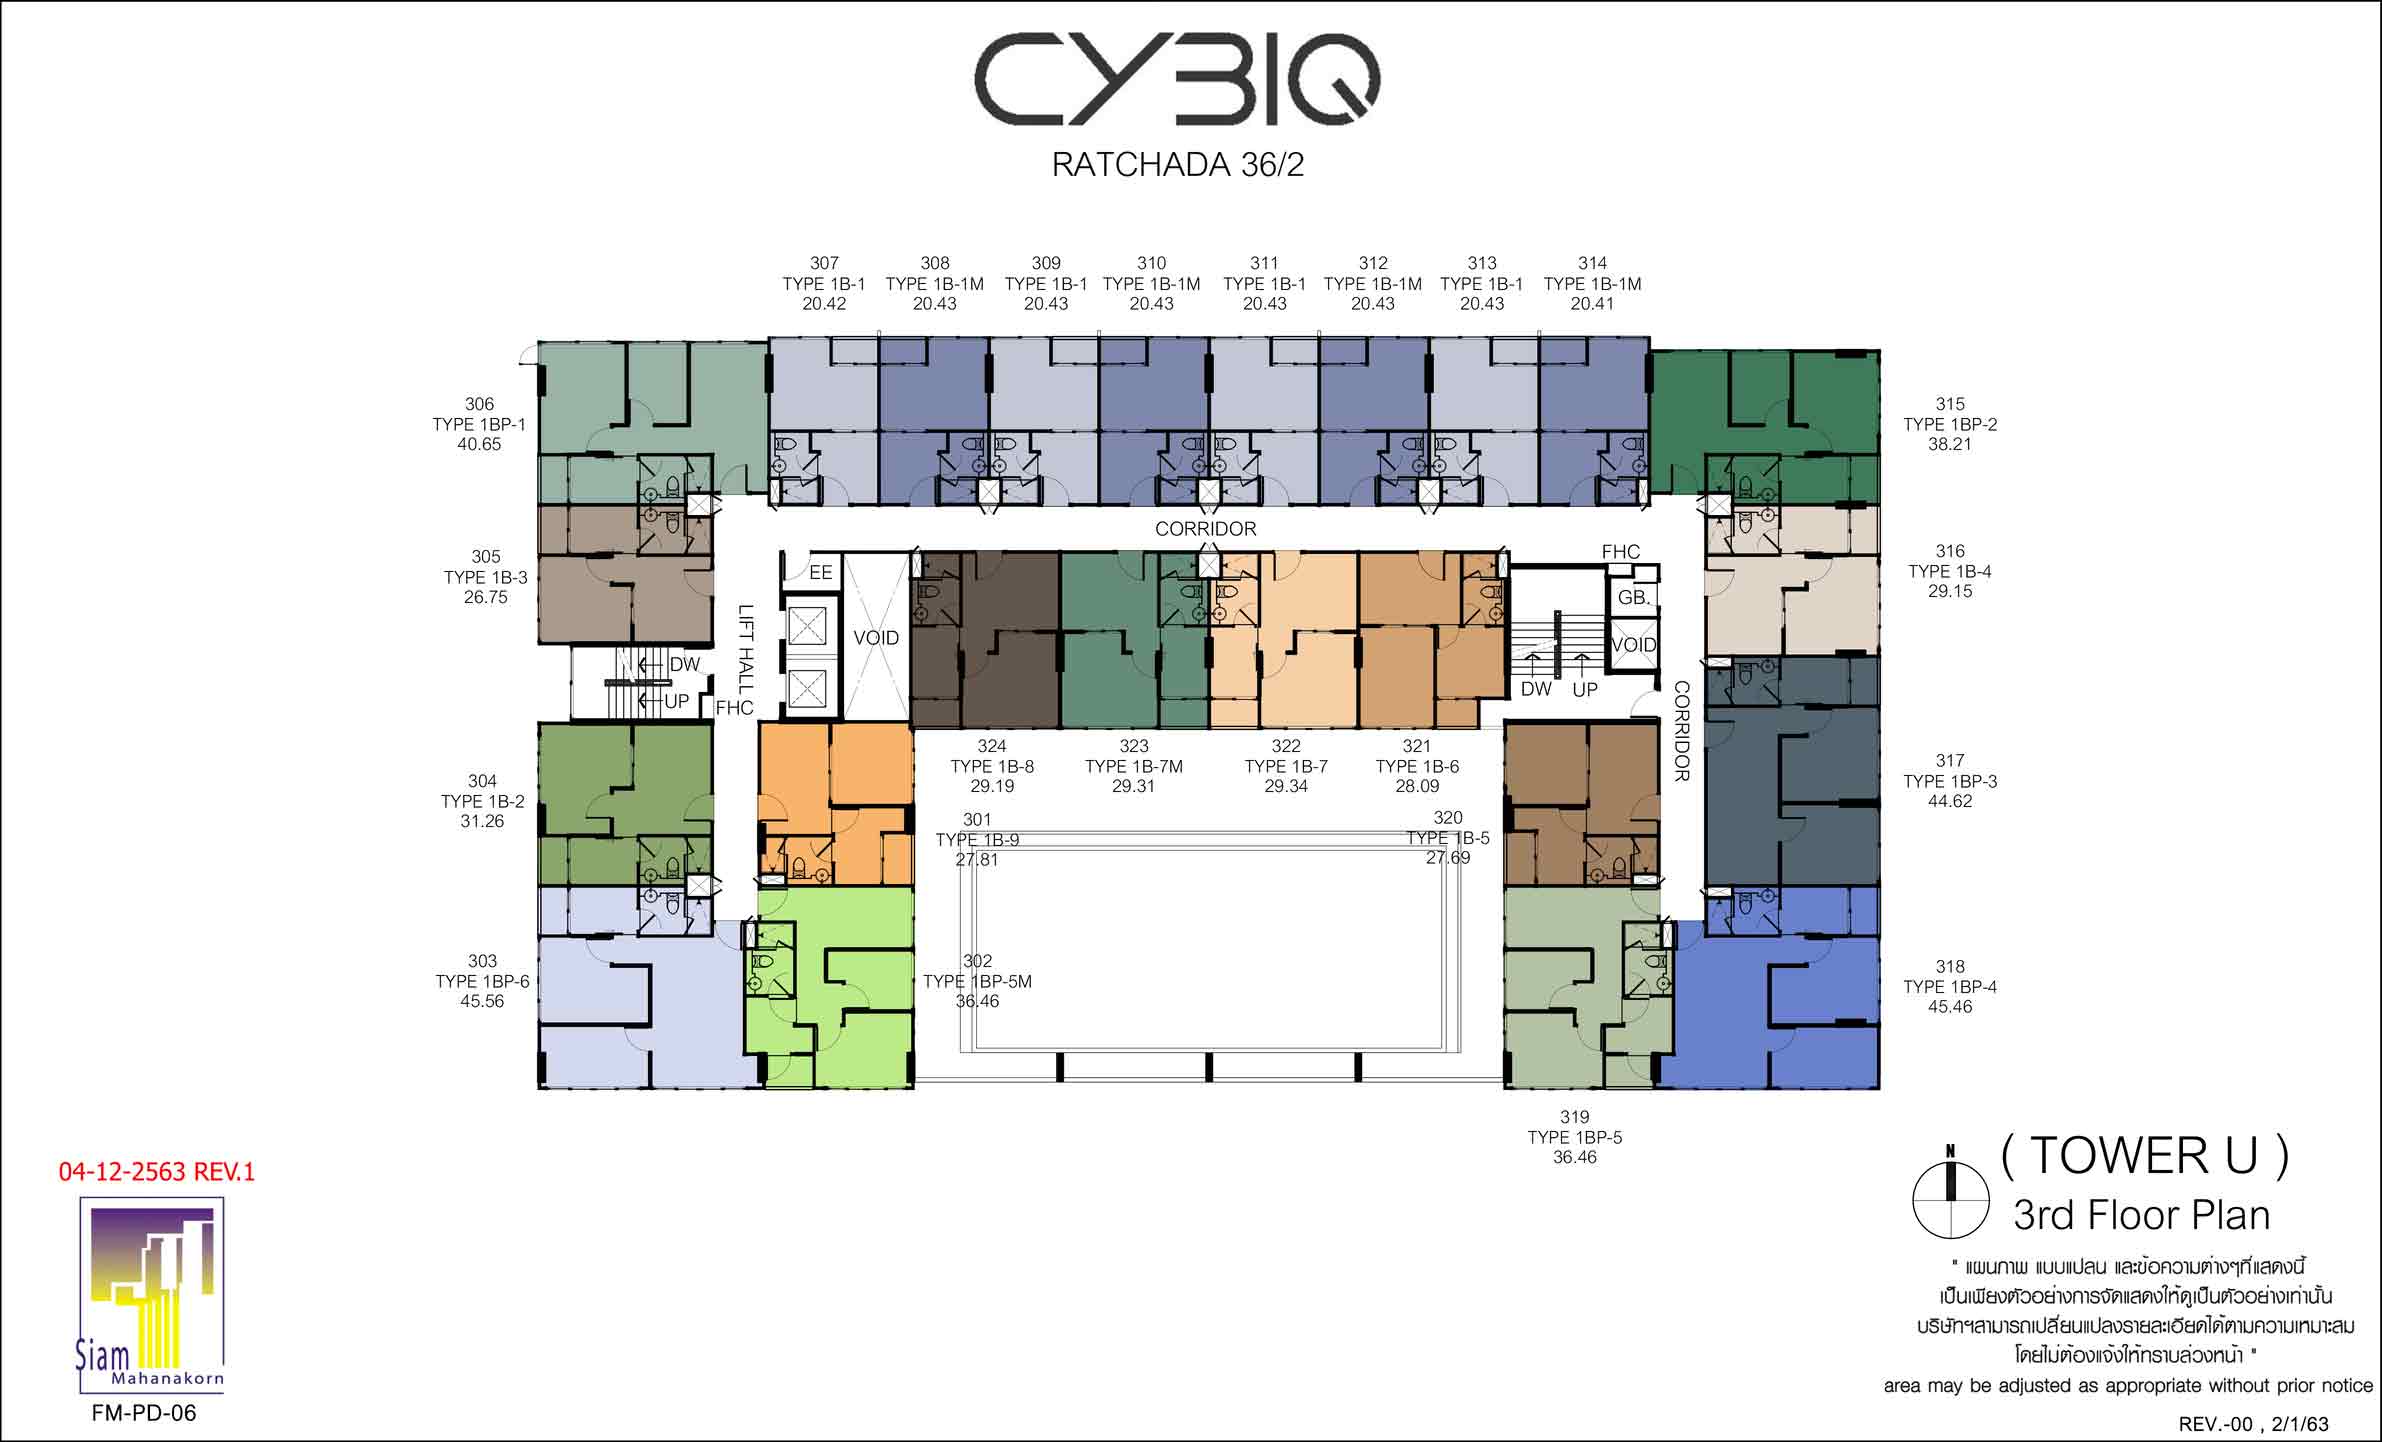 CYBIQ
RATCHADA 36/2
307
TYPE 1B-1
20.42
308
TYPE 1B-1M
20.43
309
TYPE 1B-1
20.43
310
TYPE 1B-1M
20.43
311
TYPE 1B-1
20.43
312
TYPE 1B-1M
20.43
313
TYPE 1B-1
20.43
314
TYPE 1B-1M
20.41
306
TYPE 1BP-1
40.65
315
TYPE 1BP-2
38.21
CORRIDOR
305
TYPE 1B-3
26.75
EE
LIFT HALL
VOID
FHC
GB.
VOID
316
TYPE 1B-4
29.15
DW
UP
FHC
DW
UP
CORRIDOR
304
TYPE 1B-2
31.26
324
TYPE 1B-8
29.19
323
TYPE 1B-7M
29.31
322
TYPE 1B-7
29.34
321
TYPE 1B-6
28.09
317
TYPE 1BP-3
44.62
301
TYPE 1B-9
27.81
320
TYPE 1B-5
27.69
303
TYPE 1BP-6
45.56
302
TYPE 1BP-5M
36.46
318
TYPE 1BP-4
45.46
319
TYPE 1BP-5
36.46
04-12-2563 REV.1
Siam
Mahanakorn
FM-PD-06
N
( TOWER U )
3rd Floor Plan
" แผนภาพ แบบแปลน และข้อความต่างๆที่แสดงนี้
เป็นเพียงตัวอย่างการจัดแสดงให้ดูเป็นตัวอย่างเท่านั้น
บริษัทฯสามารถเปลี่ยนแปลงรายละเอียดได้ตามความเหมาะสม
โดยไม่ต้องแจ้งให้ทราบล่วงหน้า "
area may be adjusted as appropriate without prior notice
REV.-00 , 2/1/63